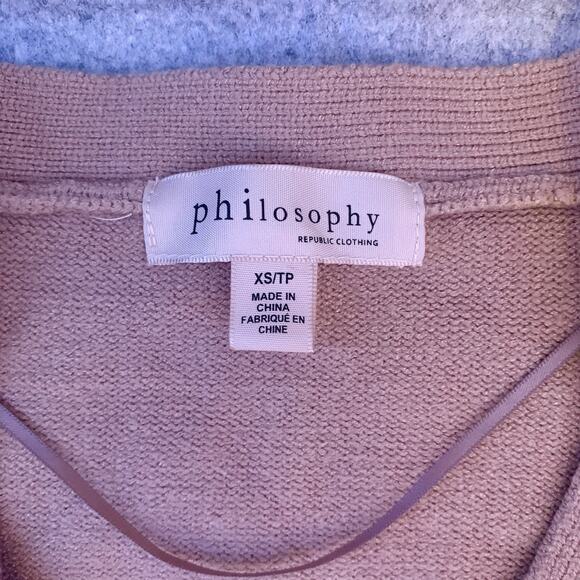 philosophy
REPUBLIC CLOTHING
XS/TP
MADE IN
CHINA
FABRIQUÉ EN
CHINE